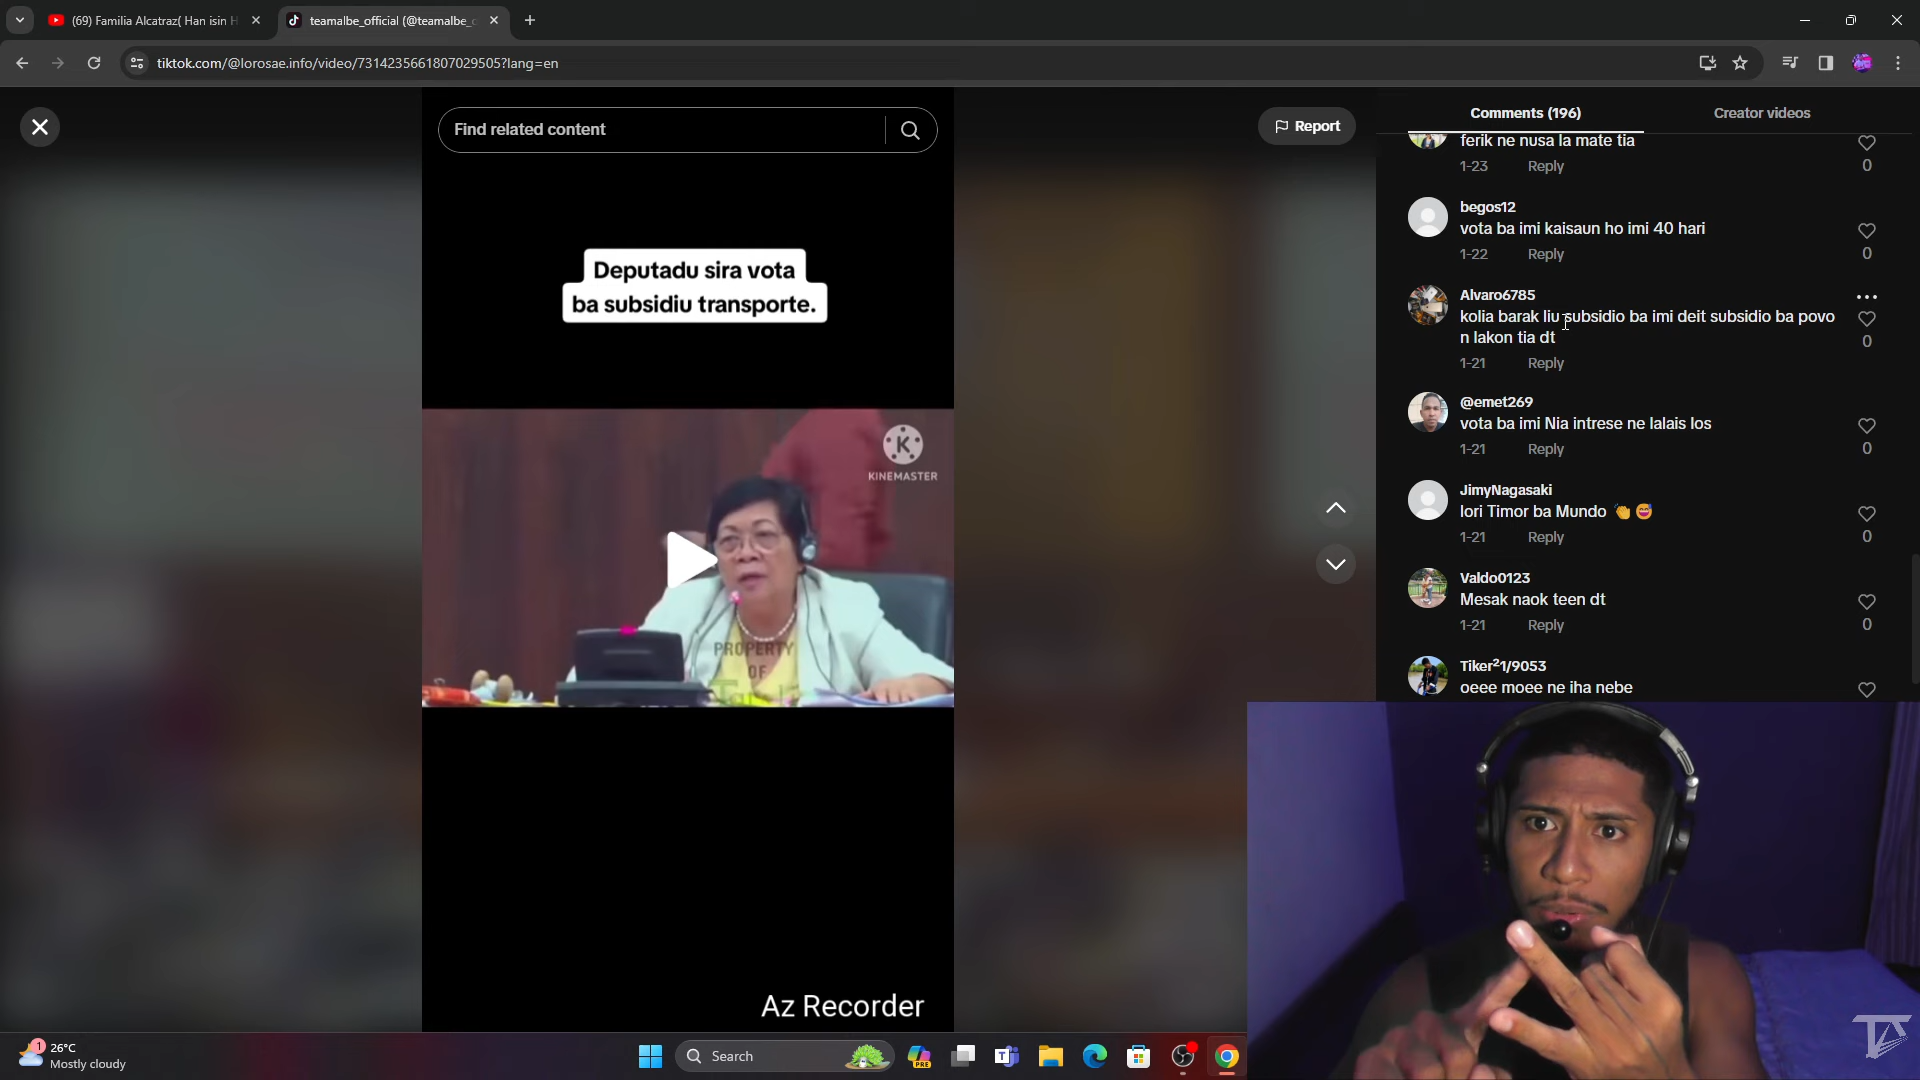 (69) Familia Alcatraz( Han isin H
teamalbe_official (@teamalbe_o
tiktok.com/@lorosae.info/video/7314235661807029505?lang=en
Find related content
Report
Deputadu sira vota
ba subsidiu transporte.
KINEMASTER
PROPERTY
OF
Az Recorder
Comments (196)
Creator videos
ferik ne nusa la mate tia
1-23 Reply
0
begos12
vota ba imi kaisaun ho imi 40 hari
1-22 Reply
0
Alvaro6785
kolia barak liu subsidio ba imi deit subsidio ba povo
n lakon tia dt
1-21 Reply
0
@emet269
vota ba imi Nia intrese ne lalais los
1-21 Reply
0
JimyNagasaki
lori Timor ba Mundo 👏😅
1-21 Reply
0
Valdo0123
Mesak naok teen dt
1-21 Reply
0
Tiker²1/9053
oeee moee ne iha nebe
1
26°C
Mostly cloudy
Search
PRE